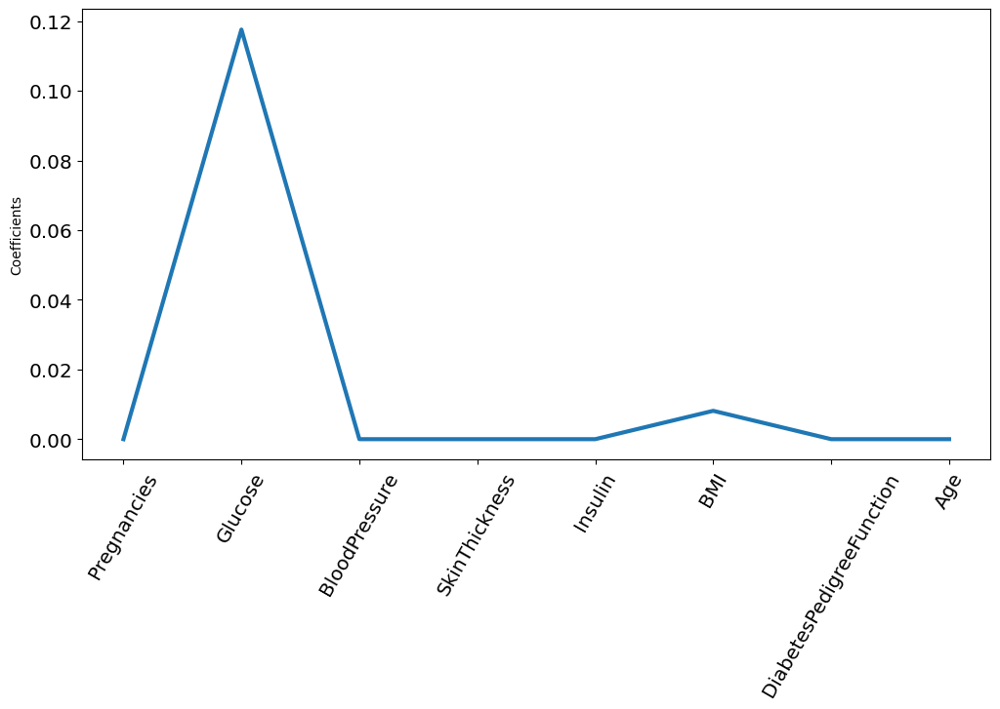 0.12
0.10
0.08
0.06
0.04
0.02
0.00
Coefficients
Pregnancies
Glucose
BloodPressure
SkinThickness
Insulin
BMI
DiabetesPedigreeFunction
Age